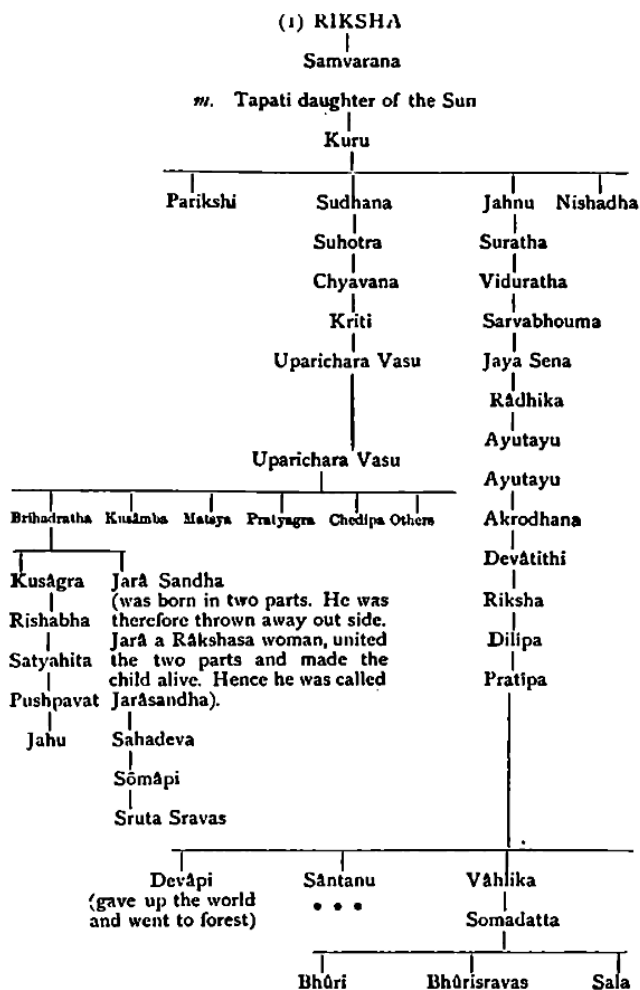 (1) RIKSHA
Samvarana
m. Tapati daughter of the Sun
Kuru
Parikshi Sudhana Jahnu Nishadha
Suhotra Suratha
Chyavana Viduratha
Kriti Sarvabhouma
Uparichara Vasu Jaya Sena
Râdhika
Ayutayu
Uparichara Vasu
Ayutayu
Brihadratha Kusâmba Matsya Pratyagra Chedipa Others
Akrodhana
Devâtithi
Kusâgra Jarâ Sandha
(was born in two parts. He was Riksha
Rishabha therefore thrown away out side.
Jarâ a Râkshasa woman, united Dilipa
Satyahita the two parts and made the
child alive. Hence he was called Pratîpa
Pushpavat Jarâsandha).
Jahu Sahadeva
Sômâpi
Sruta Sravas
Devâpi Sântanu Vâhlika
(gave up the world • • •
and went to forest) Somadatta
Bhûri Bhûrisravas Sala